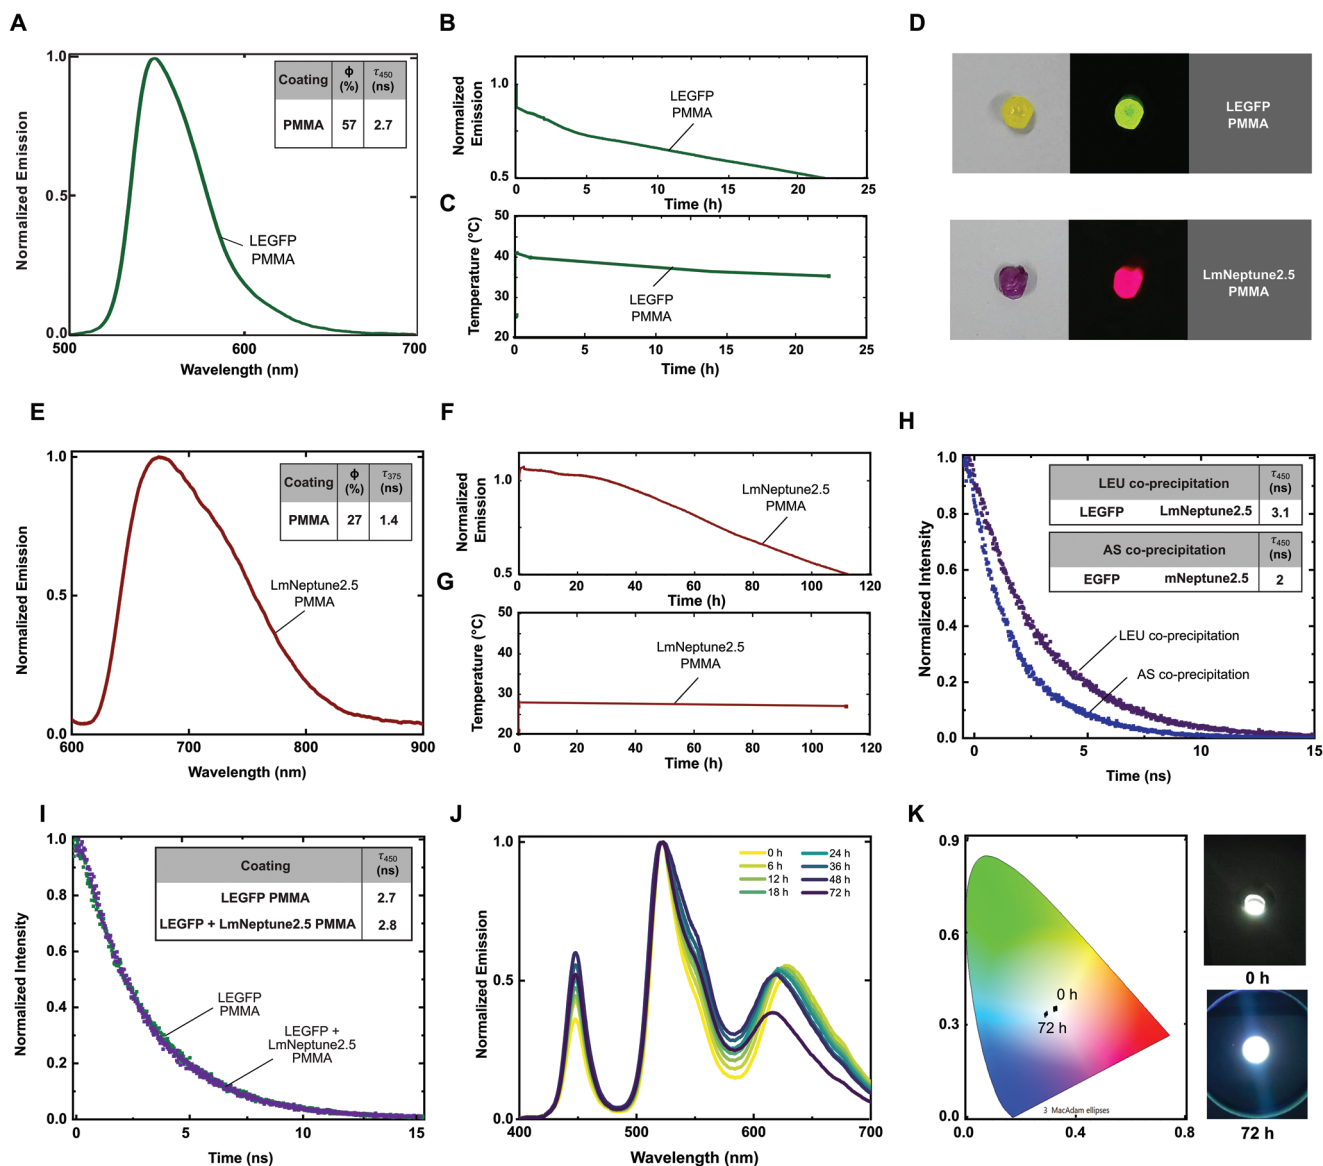 A
Normalized Emission
1.0
0.5
0.0
500
600
700
Wavelength (nm)
Coating
ϕ
(%)
τ450
(ns)
PMMA
57
2.7
LEGFP
PMMA
B
Normalized
Emission
1.0
0.5
0
5
10
15
20
25
Time (h)
LEGFP
PMMA
C
Temperature (°C)
50
40
30
20
0
5
10
15
20
25
Time (h)
LEGFP
PMMA
D
LEGFP
PMMA
LmNeptune2.5
PMMA
E
Normalized Emission
1.0
0.5
0.0
600
700
800
900
Wavelength (nm)
Coating
ϕ
(%)
τ375
(ns)
PMMA
27
1.4
LmNeptune2.5
PMMA
F
Normalized
Emission
1.0
0.5
0
20
40
60
80
100
120
Time (h)
LmNeptune2.5
PMMA
G
Temperature (°C)
50
40
30
20
0
20
40
60
80
100
120
Time (h)
LmNeptune2.5
PMMA
H
Normalized Intensity
1.0
0.8
0.6
0.4
0.2
0.0
0
5
10
15
Time (ns)
LEU co-precipitation
τ450
(ns)
LEGFP LmNeptune2.5
3.1
AS co-precipitation
τ450
(ns)
EGFP mNeptune2.5
2
LEU co-precipitation
AS co-precipitation
I
Normalized Intensity
1.0
0.8
0.6
0.4
0.2
0.0
0
5
10
15
Time (ns)
Coating
τ450
(ns)
LEGFP PMMA
2.7
LEGFP + LmNeptune2.5 PMMA
2.8
LEGFP
PMMA
LEGFP +
LmNeptune2.5
PMMA
J
Normalized Emission
1.0
0.5
0.0
400
500
600
700
Wavelength (nm)
0 h
6 h
12 h
18 h
24 h
36 h
48 h
72 h
K
0.9
0.6
0.3
0.0
0.0
0.4
0.8
0 h
72 h
3 MacAdam ellipses
0 h
72 h